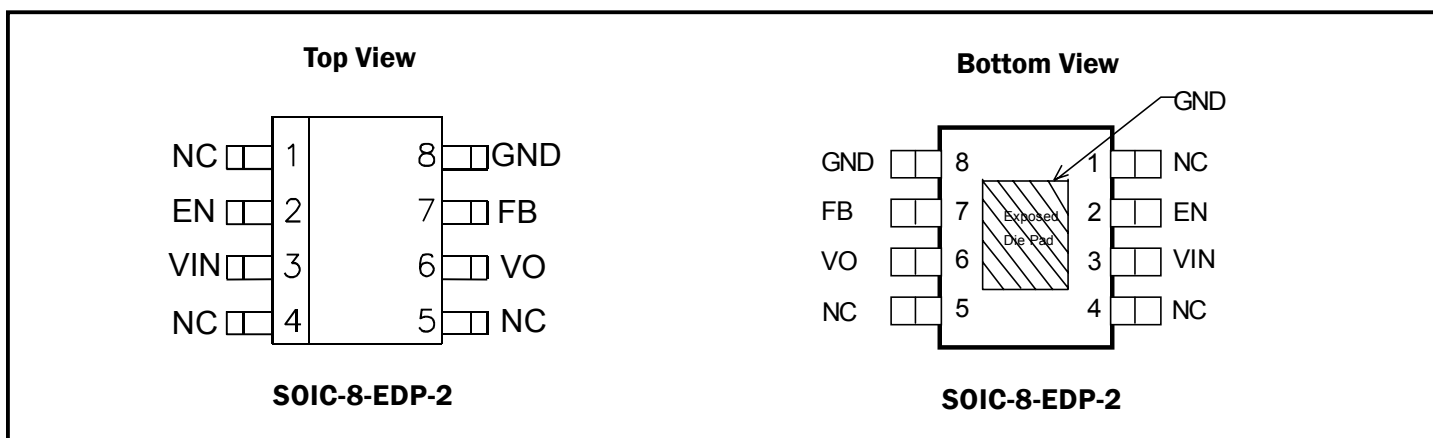 Top View
NC 1 8 GND
EN 2 7 FB
VIN 3 6 VO
NC 4 5 NC
SOIC-8-EDP-2
Bottom View
GND
GND 8 1 NC
FB 7 Exposed 2 EN
Die Pad
VO 6 3 VIN
NC 5 4 NC
SOIC-8-EDP-2